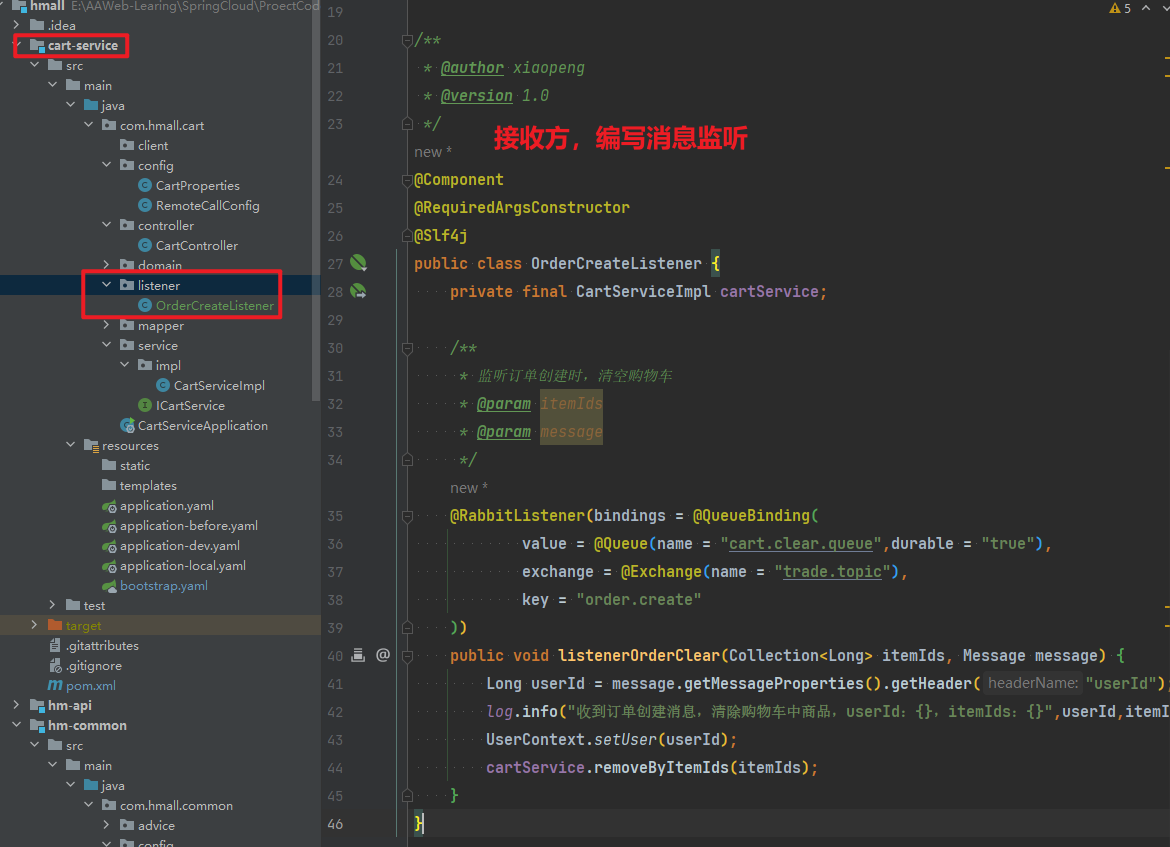 hmall E:\AAWeb-Learing\SpringCloud\ProectCod
.idea
cart-service
src
main
java
com.hmall.cart
client
config
CartProperties
RemoteCallConfig
controller
CartController
domain
listener
OrderCreateListener
mapper
service
impl
CartServiceImpl
ICartService
CartServiceApplication
resources
static
templates
application.yaml
application-before.yaml
application-dev.yaml
application-local.yaml
bootstrap.yaml
test
target
.gitattributes
.gitignore
pom.xml
hm-api
hm-common
src
main
java
com.hmall.common
advice
config
5
19
20 /**
21 * @author xiaopeng
22 * @version 1.0
23 */
接收方，编写消息监听
new *
24 @Component
25 @RequiredArgsConstructor
26 @Slf4j
27 public class OrderCreateListener {
28 private final CartServiceImpl cartService;
29
30 /**
31 * 监听订单创建时，清空购物车
32 * @param itemIds
33 * @param message
34 */
new *
35 @RabbitListener(bindings = @QueueBinding(
36 value = @Queue(name = "cart.clear.queue",durable = "true"),
37 exchange = @Exchange(name = "trade.topic"),
38 key = "order.create"
39 ))
40 public void listenerOrderClear(Collection<Long> itemIds, Message message) {
41 Long userId = message.getMessageProperties().getHeader( headerName: "userId");
42 log.info("收到订单创建消息，清除购物车中商品，userId：{}，itemIds：{}",userId,itemI
43 UserContext.setUser(userId);
44 cartService.removeByItemIds(itemIds);
45 }
46 }